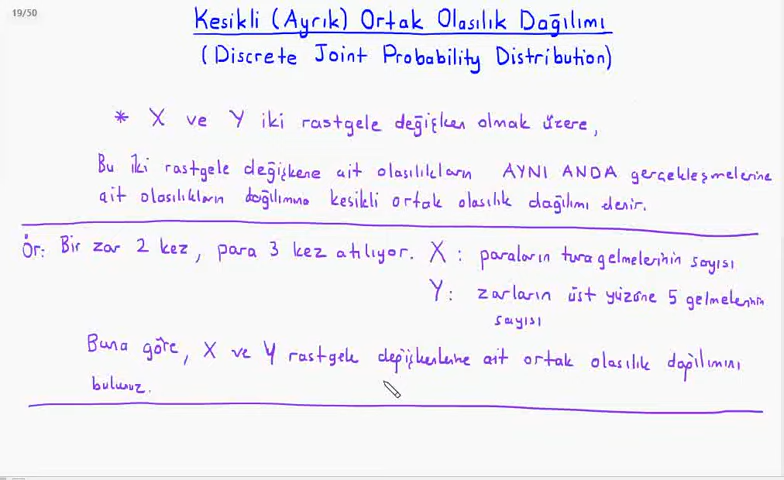 19/50
Kesikli (Ayrık) Ortak Olasılık Dağılımı
(Discrete Joint Probability Distribution)
* X ve Y iki rastgele değişken olmak üzere,
Bu iki rastgele değişkene ait olasılıkların AYNI ANDA gerçekleşmelerine
ait olasılıkların dağılımına kesikli ortak olasılık dağılımı denir.
Ör: Bir zar 2 kez, para 3 kez atılıyor. X: paraların tura gelmelerinin sayısı
Y: zarların üst yüzüne 5 gelmelerinin
sayısı
Buna göre, X ve Y rastgele değişkenlerine ait ortak olasılık dağılımını
bulunuz.